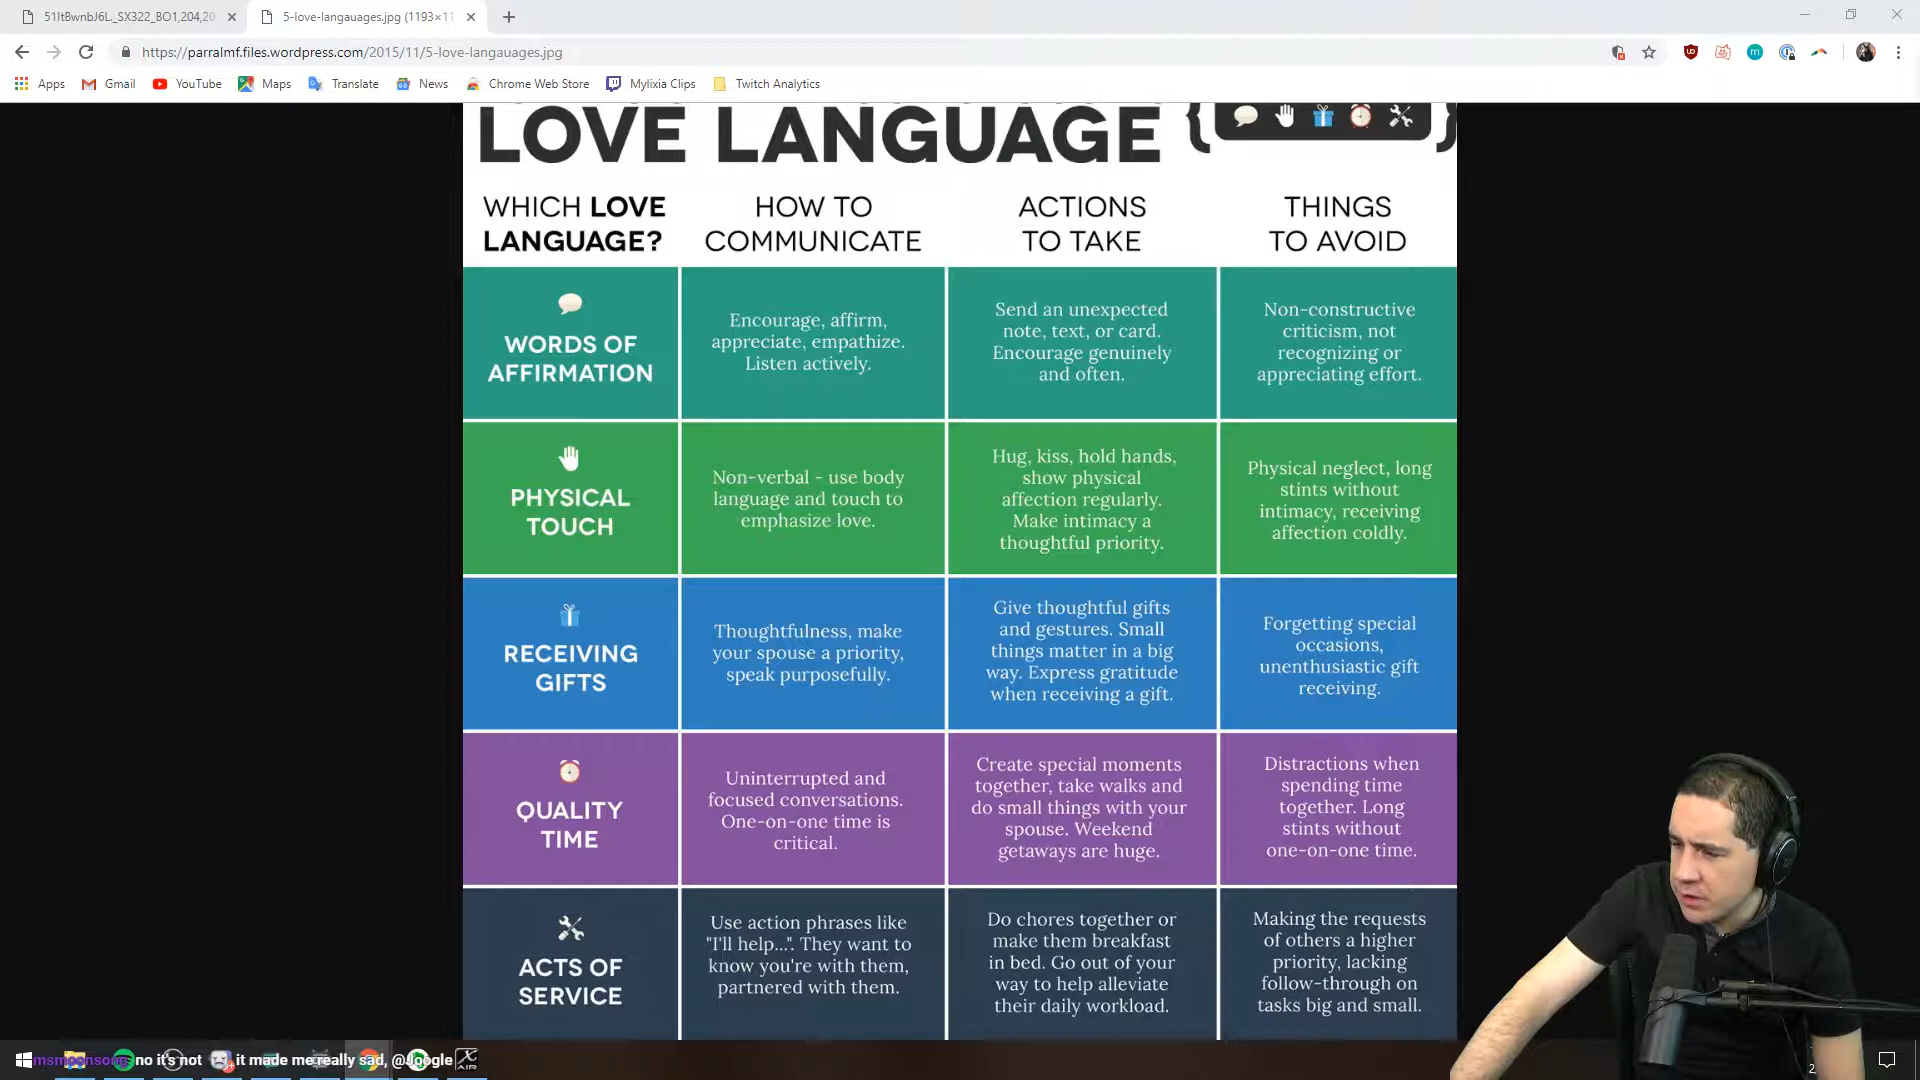 51ItBwnbJ6L._SX322_BO1,204,20
5-love-langauages.jpg (1193×11
https://parralmf.files.wordpress.com/2015/11/5-love-langauages.jpg
Apps
Gmail
YouTube
Maps
Translate
News
Chrome Web Store
Mylixia Clips
Twitch Analytics
LOVE LANGUAGE
WHICH LOVE
LANGUAGE?
HOW TO
COMMUNICATE
ACTIONS
TO TAKE
THINGS
TO AVOID
WORDS OF
AFFIRMATION
Encourage, affirm,
appreciate, empathize.
Listen actively.
Send an unexpected
note, text, or card.
Encourage genuinely
and often.
Non-constructive
criticism, not
recognizing or
appreciating effort.
PHYSICAL
TOUCH
Non-verbal - use body
language and touch to
emphasize love.
Hug, kiss, hold hands,
show physical
affection regularly.
Make intimacy a
thoughtful priority.
Physical neglect, long
stints without
intimacy, receiving
affection coldly.
RECEIVING
GIFTS
Thoughtfulness, make
your spouse a priority,
speak purposefully.
Give thoughtful gifts
and gestures. Small
things matter in a big
way. Express gratitude
when receiving a gift.
Forgetting special
occasions,
unenthusiastic gift
receiving.
QUALITY
TIME
Uninterrupted and
focused conversations.
One-on-one time is
critical.
Create special moments
together, take walks and
do small things with your
spouse. Weekend
getaways are huge.
Distractions when
spending time
together. Long
stints without
one-on-one time.
ACTS OF
SERVICE
Use action phrases like
"I'll help...". They want to
know you're with them,
partnered with them.
Do chores together or
make them breakfast
in bed. Go out of your
way to help alleviate
their daily workload.
Making the requests
of others a higher
priority, lacking
follow-through on
tasks big and small.
no it's not it made me really sad,
AIR